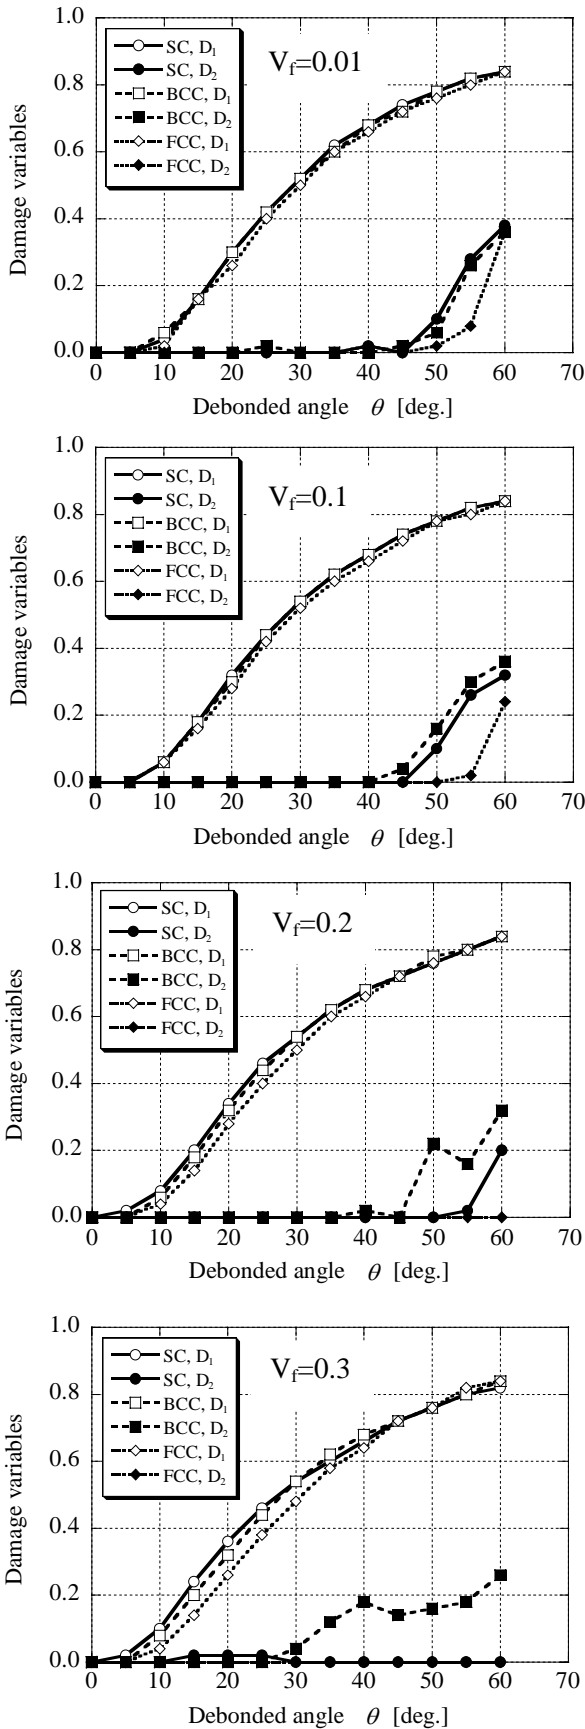 1.0
SC, D₁
SC, D₂
BCC, D₁
BCC, D₂
FCC, D₁
FCC, D₂
V_f=0.01
0.8
0.6
0.4
0.2
0.0
Damage variables
0 10 20 30 40 50 60 70
Debonded angle θ [deg.]
1.0
SC, D₁
SC, D₂
BCC, D₁
BCC, D₂
FCC, D₁
FCC, D₂
V_f=0.1
0.8
0.6
0.4
0.2
0.0
Damage variables
0 10 20 30 40 50 60 70
Debonded angle θ [deg.]
1.0
SC, D₁
SC, D₂
BCC, D₁
BCC, D₂
FCC, D₁
FCC, D₂
V_f=0.2
0.8
0.6
0.4
0.2
0.0
Damage variables
0 10 20 30 40 50 60 70
Debonded angle θ [deg.]
1.0
SC, D₁
SC, D₂
BCC, D₁
BCC, D₂
FCC, D₁
FCC, D₂
V_f=0.3
0.8
0.6
0.4
0.2
0.0
Damage variables
0 10 20 30 40 50 60 70
Debonded angle θ [deg.]